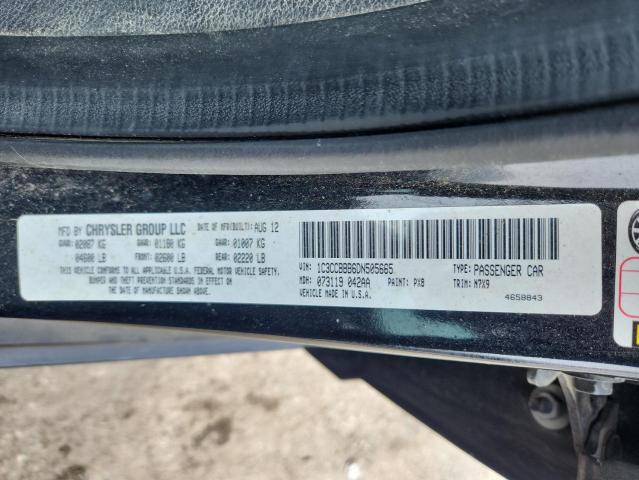 MFD BY CHRYSLER GROUP LLC DATE OF MFR(BUILT): AUG 12
GVWR: 02087 KG GAWR: 01180 KG GAWR: 01007 KG
04600 LB FRONT: 02600 LB REAR: 02220 LB
THIS VEHICLE CONFORMS TO ALL APPLICABLE U.S.A. FEDERAL MOTOR VEHICLE SAFETY,
BUMPER AND THEFT PREVENTION STANDARDS IN EFFECT ON
THE DATE OF MANUFACTURE SHOWN ABOVE.
VIN: 1C3CCBBB6DN505665 TYPE: PASSENGER CAR
MDH: 073119 042AA PAINT: PX8 TRIM: M7X9
VEHICLE MADE IN U.S.A. 4658843